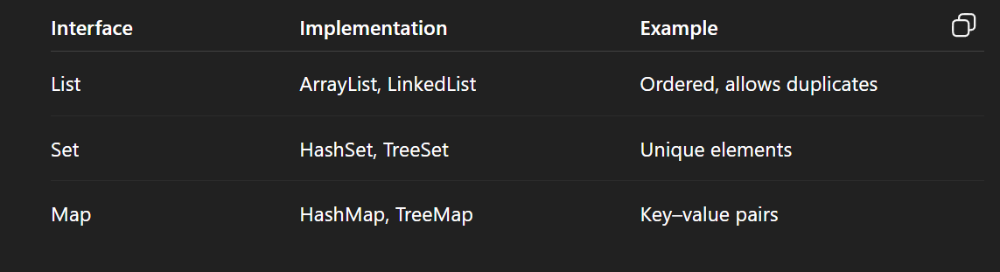 Interface Implementation Example
List ArrayList, LinkedList Ordered, allows duplicates
Set HashSet, TreeSet Unique elements
Map HashMap, TreeMap Key–value pairs